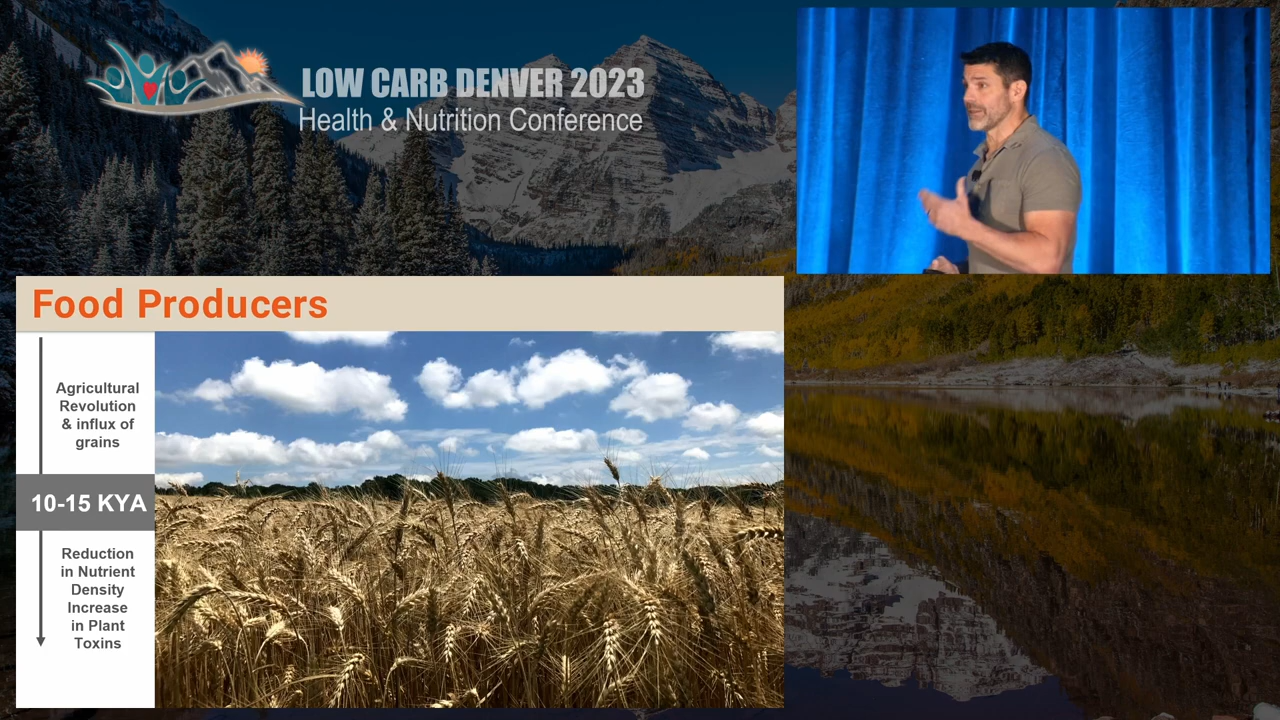 LOW CARB DENVER 2023
Health & Nutrition Conference
Food Producers
Agricultural
Revolution
& influx of
grains
10-15 KYA
Reduction
in Nutrient
Density
Increase
in Plant
Toxins